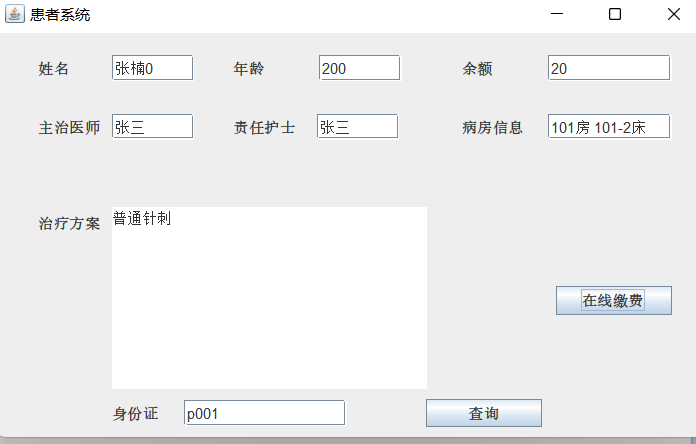 患者系统
姓名 张楠0 年龄 200 余额 20
主治医师 张三 责任护士 张三 病房信息 101房 101-2床
治疗方案 普通针刺
在线缴费
身份证 p001 查询